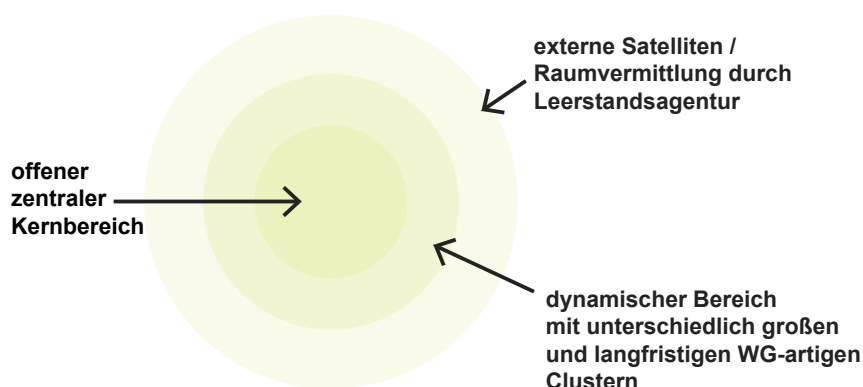 externe Satelliten /
Raumvermittlung durch
Leerstandsagentur
offener
zentraler
Kernbereich
dynamischer Bereich
mit unterschiedlich großen
und langfristigen WG-artigen
Clustern